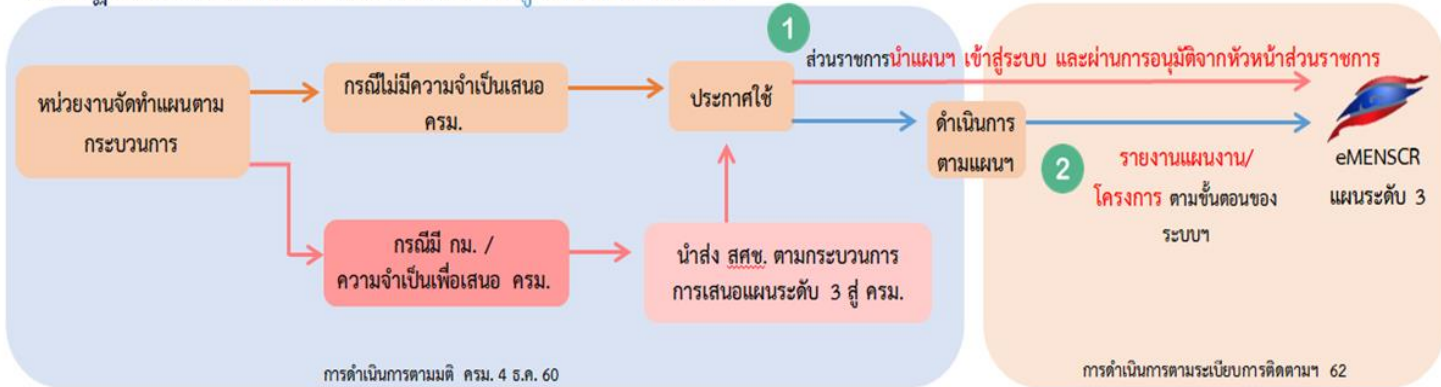 1
ส่วนราชการนำแผนฯ เข้าสู่ระบบ และผ่านการอนุมัติจากหัวหน้าส่วนราชการ
หน่วยงานจัดทำแผนตาม
กระบวนการ
กรณีไม่มีความจำเป็นเสนอ
ครม.
ประกาศใช้
ดำเนินการ
ตามแผนฯ
2
รายงานแผนงาน/
โครงการ ตามขั้นตอนของ
ระบบฯ
eMENSCR
แผนระดับ 3
กรณีมี กม. /
ความจำเป็นเพื่อเสนอ ครม.
นำส่ง สศช. ตามกระบวนการ
การเสนอแผนระดับ 3 สู่ ครม.
การดำเนินการตามมติ ครม. 4 ธ.ค. 60
การดำเนินการตามระเบียบการติดตามฯ 62